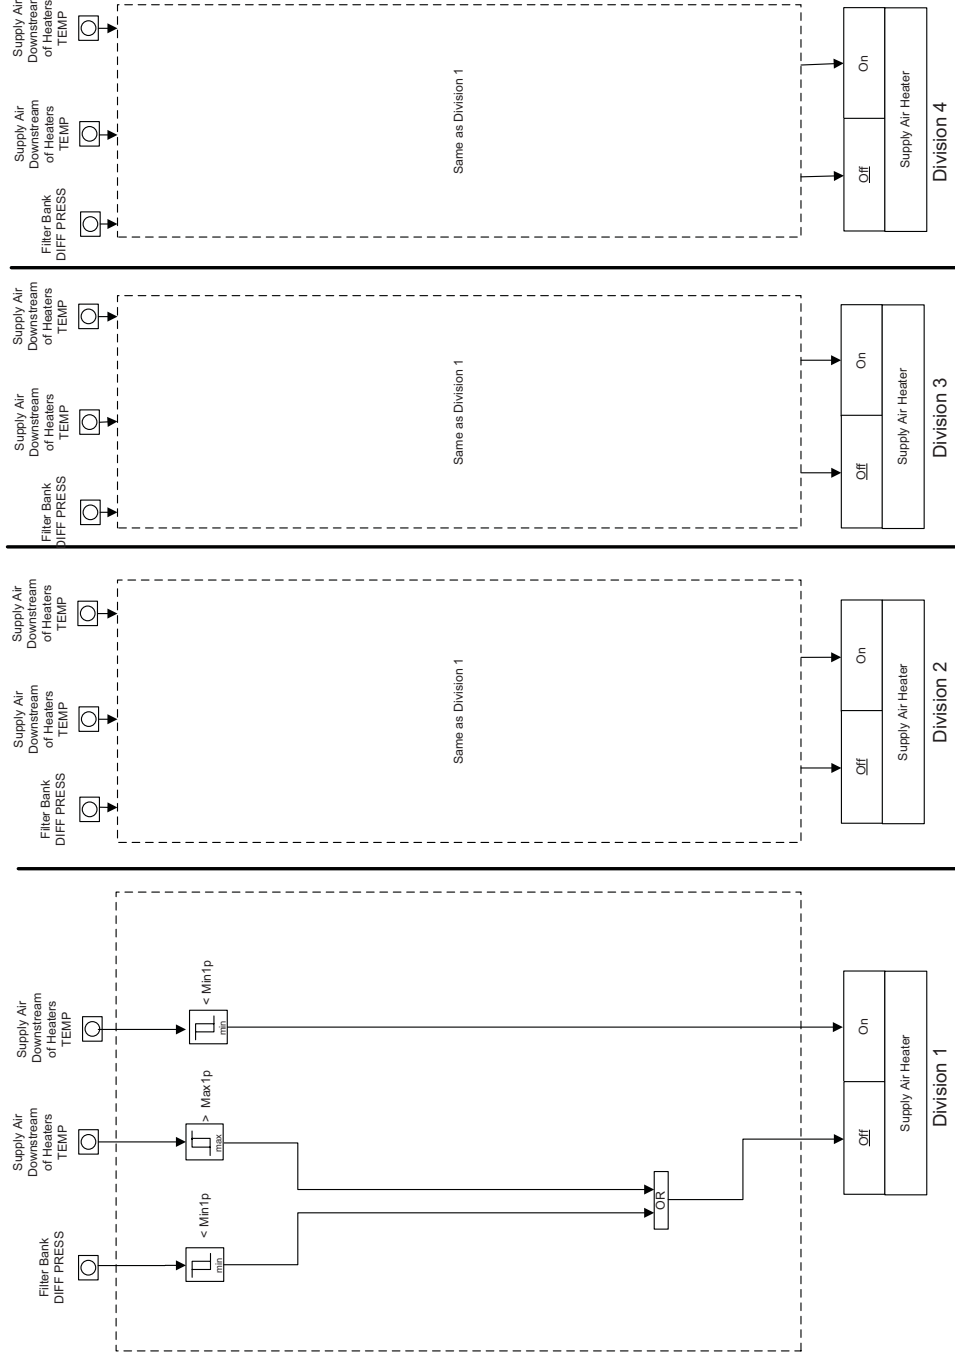 Filter Bank
DIFF PRESS
Supply Air
Downstream
of Heaters
TEMP
Supply Air
Downstream
of Heaters
TEMP
< Min1p
min
> Max1p
max
< Min1p
min
OR
Off
On
Supply Air Heater
Division 1
Filter Bank
DIFF PRESS
Supply Air
Downstream
of Heaters
TEMP
Supply Air
Downstream
of Heaters
TEMP
Same as Division 1
Off
On
Supply Air Heater
Division 2
Filter Bank
DIFF PRESS
Supply Air
Downstream
of Heaters
TEMP
Supply Air
Downstream
of Heaters
TEMP
Same as Division 1
Off
On
Supply Air Heater
Division 3
Filter Bank
DIFF PRESS
Supply Air
Downstream
of Heaters
TEMP
Supply Air
Downstream
of Heaters
TEMP
Same as Division 1
Off
On
Supply Air Heater
Division 4